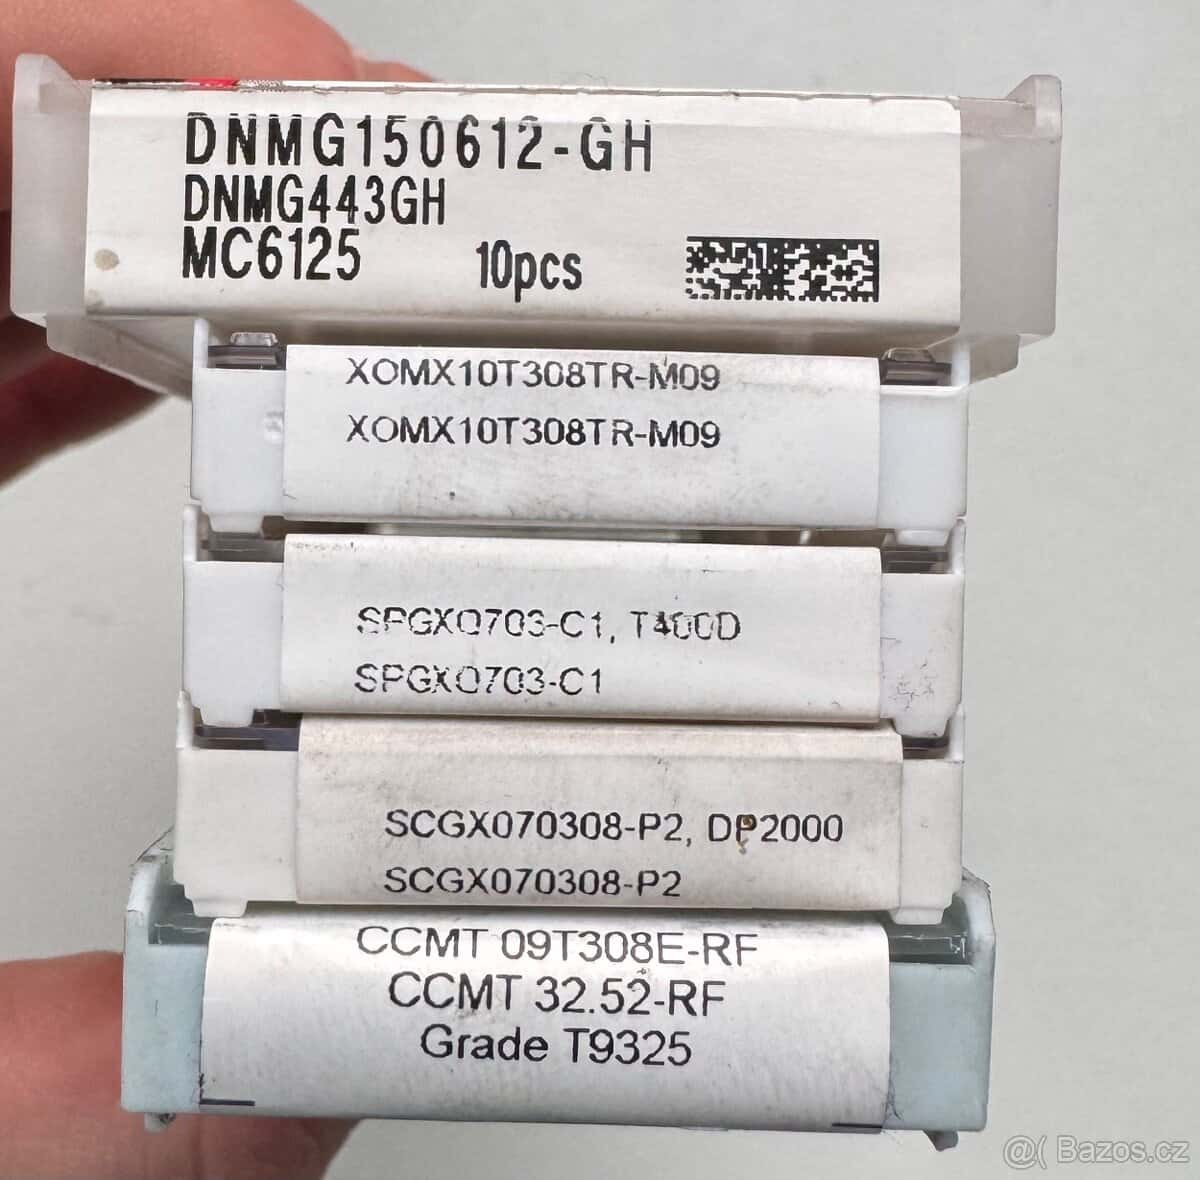 DNMG150612-GH
DNMG443GH
MC6125 10pcs
XOMX10T308TR-M09
XOMX10T308TR-M09
SPGX0703-C1, T400D
SPGX0703-C1
SCGX070308-P2, DP2000
SCGX070308-P2
CCMT 09T308E-RF
CCMT 32.52-RF
Grade T9325
@( Bazos.cz